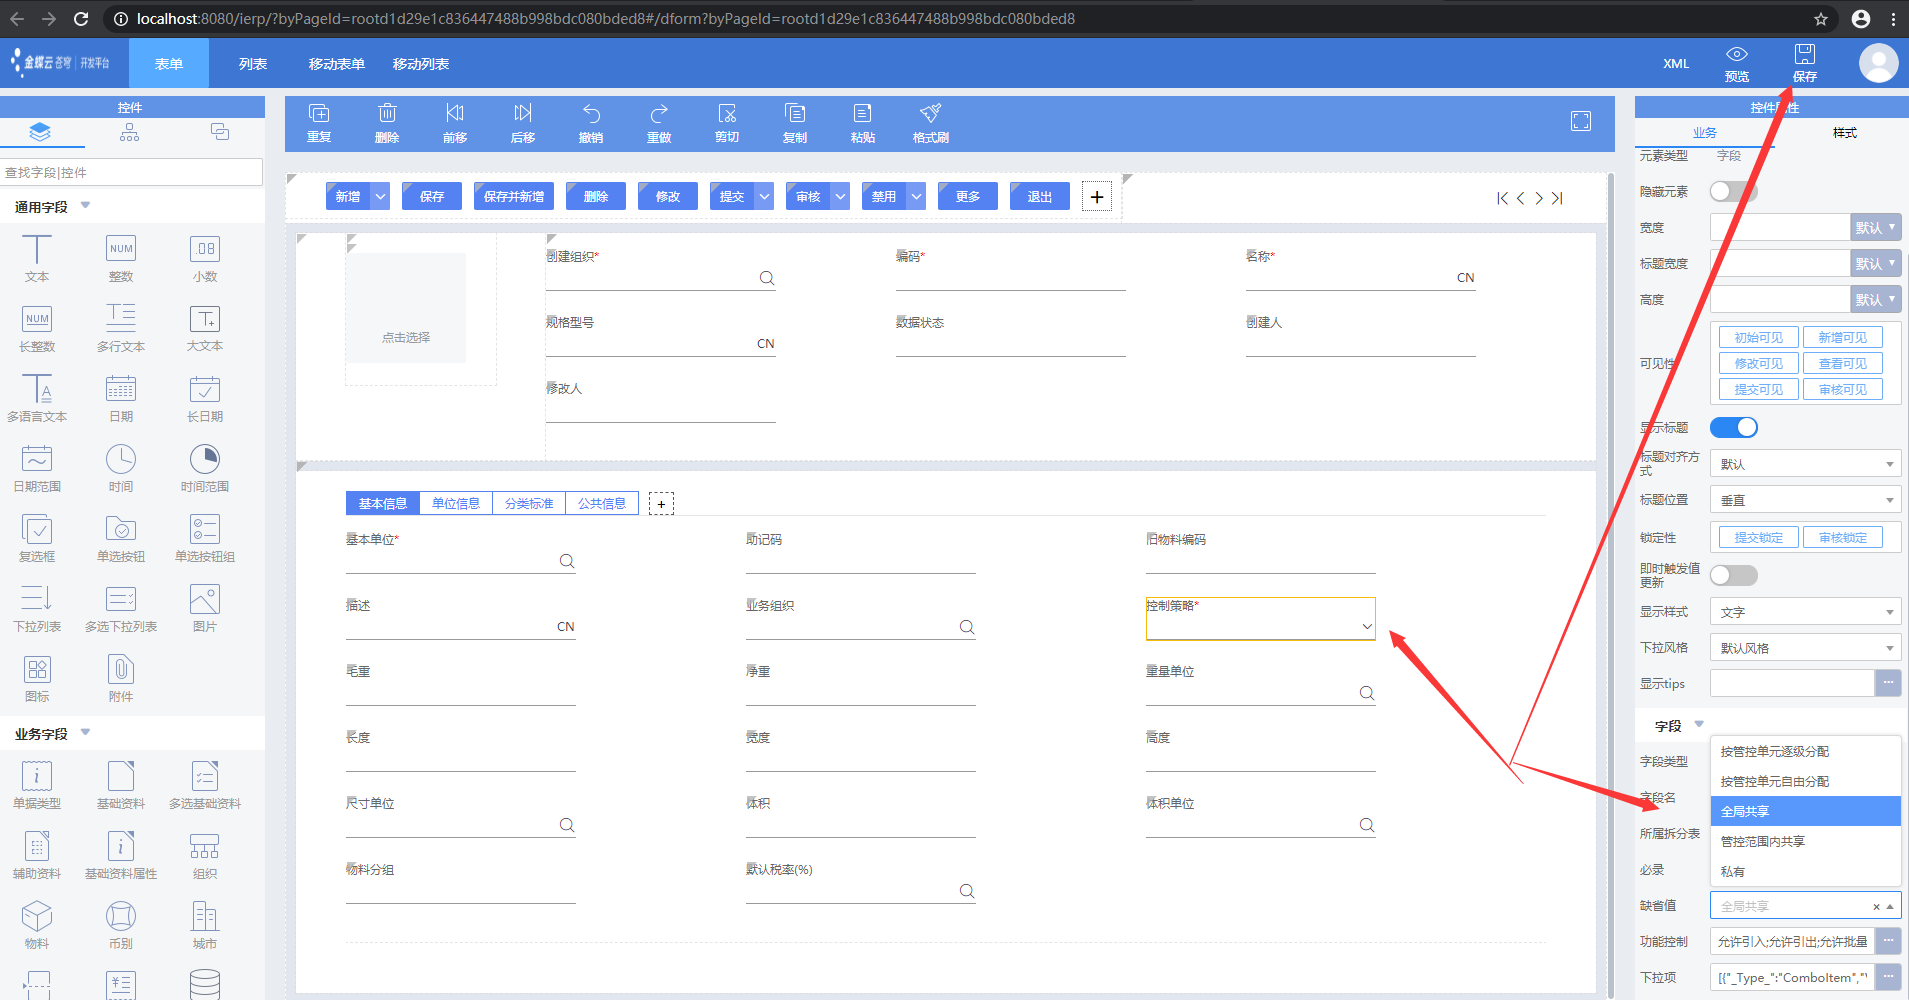 localhost:8080/ierp/?byPageId=rootd1d29e1c836447488b998bdc080bded8#/dform?byPageId=rootd1d29e1c836447488b998bdc080bded8
金蝶云 苍穹 | 开发平台
表单 列表 移动表单 移动列表
XML 预览 保存
控件
查找字段|控件
通用字段
文本 整数 小数
长整数 多行文本 大文本
多语言文本 日期 长日期
日期范围 时间 时间范围
复选框 单选按钮 单选按钮组
下拉列表 多选下拉列表 图片
图标 附件
业务字段
单据类型 基础资料 多选基础资料
辅助资料 基础资料属性 组织
物料 币别 城市
重复 删除 前移 后移 撤销 重做 剪切 复制 粘贴 格式刷
新增 保存 保存并新增 删除 修改 提交 审核 禁用 更多 退出 +
点击选择
创建组织* 编码* 名称*
CN
规格型号 数据状态 创建人
CN
修改人
基本信息 单位信息 分类标准 公共信息 +
基本单位* 助记码 旧物料编码
描述 业务组织 控制策略*
CN
毛重 净重 重量单位
长度 宽度 高度
尺寸单位 体积 体积单位
物料分组 默认税率(%)
控件属性
业务 样式
元素类型 字段
隐藏元素
宽度 默认
标题宽度 默认
高度 默认
可见性
初始可见 新增可见
修改可见 查看可见
提交可见 审核可见
显示标题
标题对齐方式 默认
标题位置 垂直
锁定性 提交锁定 审核锁定
即时触发值更新
显示样式 文字
下拉风格 默认风格
显示tips
字段
字段类型
字段名
所属拆分表
必录
按管控单元逐级分配
按管控单元自由分配
全局共享
管控范围内共享
私有
缺省值 全局共享
功能控制 允许引入;允许引出;允许批量
下拉项 [{"_Type_":"ComboItem","